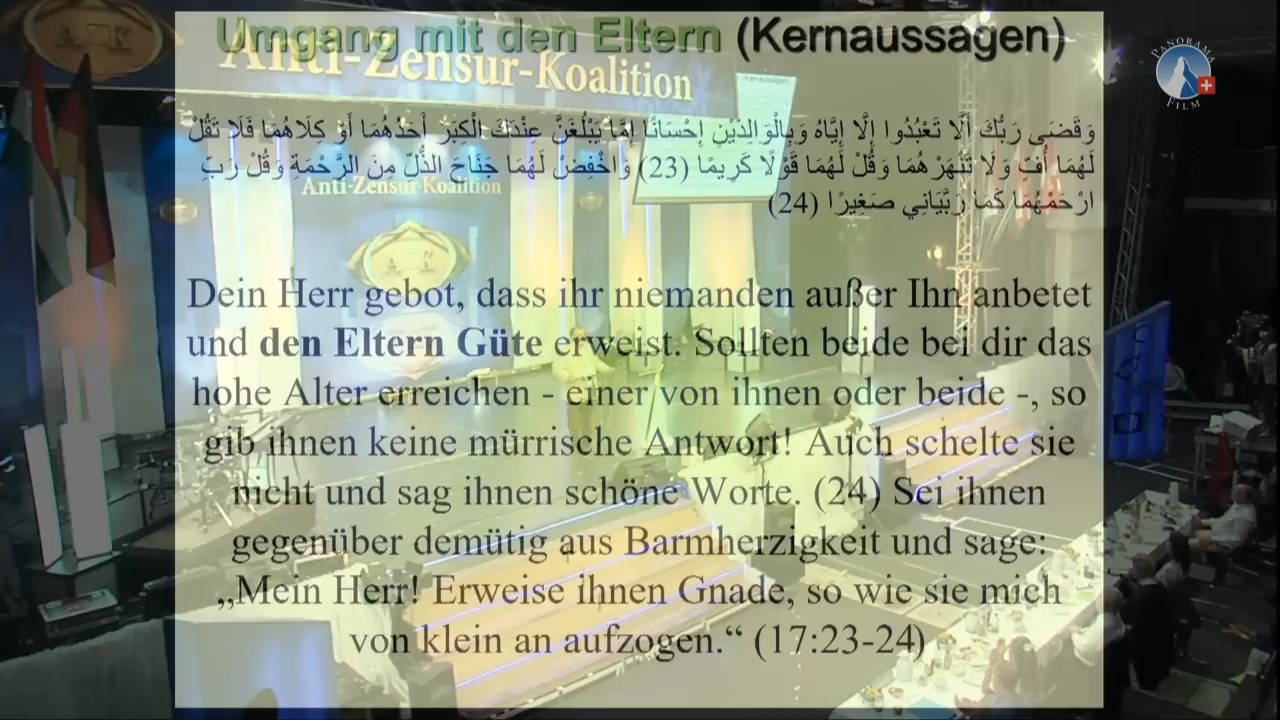 AZK
Umgang mit den Eltern (Kernaussagen)
Anti-Zensur-Koalition
Kernaussagen)
PANORAMA
FILM
وَقَضَى رَبُّكَ أَلَّا تَعْبُدُوا إِلَّا إِيَّاهُ وَبِالْوَالِدَيْنِ إِحْسَانًا إِمَّا يَبْلُغَنَّ عِنْدَكَ الْكِبَرَ أَحَدُهُمَا أَوْ كِلَاهُمَا فَلَا تَقُلْ
لَهُمَا أُفٍّ وَلَا تَنْهَرْهُمَا وَقُلْ لَهُمَا قَوْلًا كَرِيمًا (23) وَاخْفِضْ لَهُمَا جَنَاحَ الذُّلِّ مِنَ الرَّحْمَةِ وَقُلْ رَبِّ
Anti-Zensur-Koalition
ارْحَمْهُمَا كَمَا رَبَّيَانِي صَغِيرًا (24)
AZK
Dein Herr gebot, dass ihr niemanden außer Ihn anbetet
und den Eltern Güte erweist. Sollten beide bei dir das
hohe Alter erreichen - einer von ihnen oder beide -, so
gib ihnen keine mürrische Antwort! Auch schelte sie
nicht und sag ihnen schöne Worte. (24) Sei ihnen
gegenüber demütig aus Barmherzigkeit und sage:
„Mein Herr! Erweise ihnen Gnade, so wie sie mich
von klein an aufzogen.“ (17:23-24)